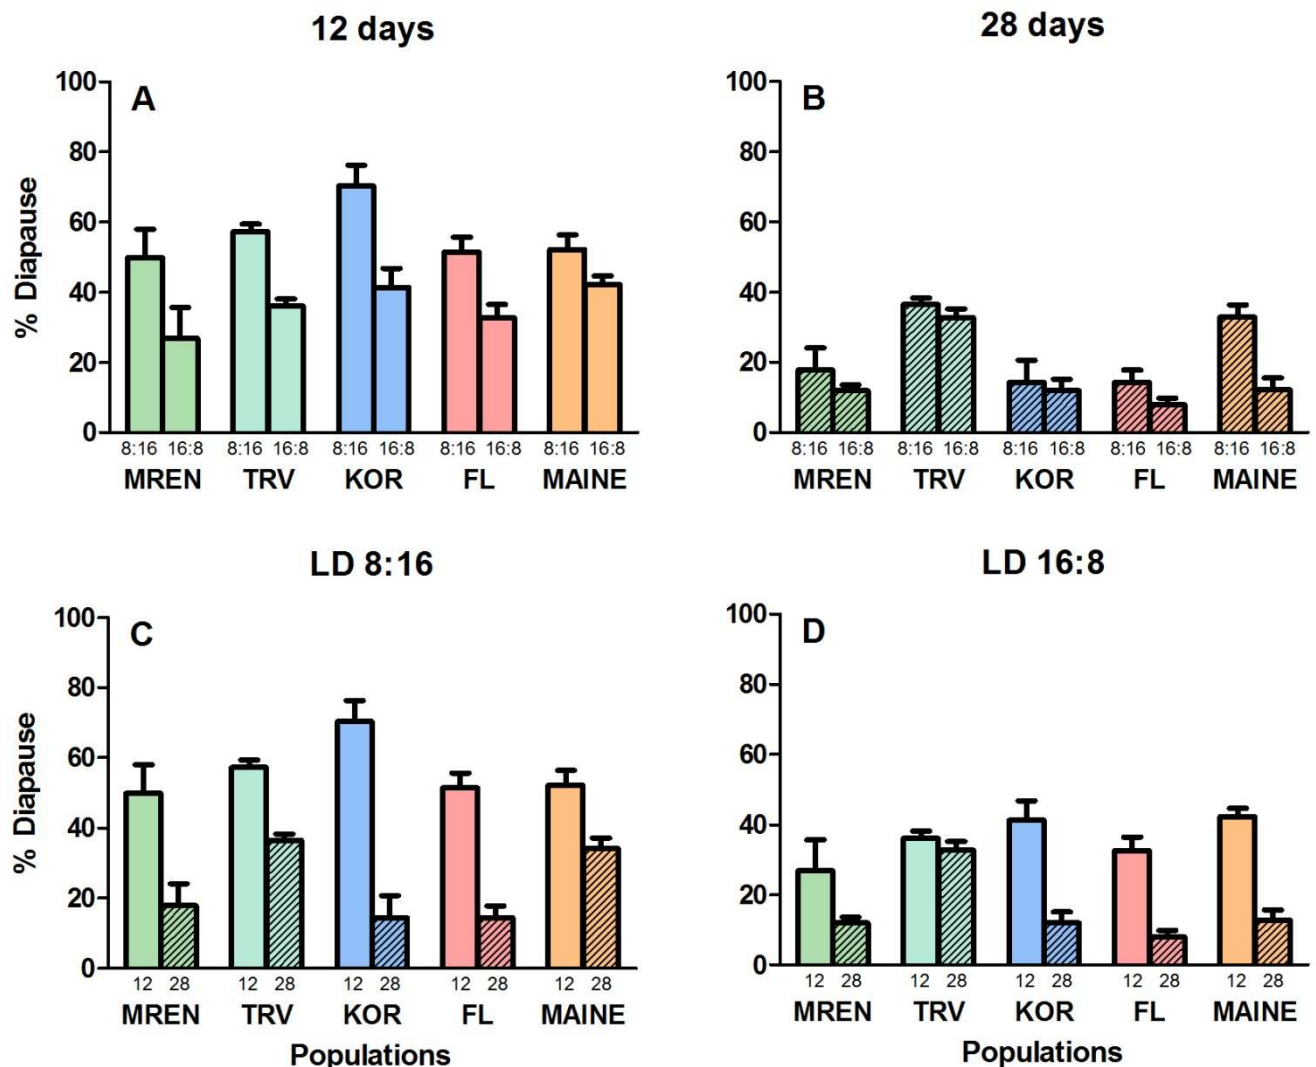 12 days
28 days
A
100
80
60
40
20
0
% Diapause
8:16 16:8 8:16 16:8 8:16 16:8 8:16 16:8 8:16 16:8
MREN TRV KOR FL MAINE
B
100
80
60
40
20
0
8:16 16:8 8:16 16:8 8:16 16:8 8:16 16:8 8:16 16:8
MREN TRV KOR FL MAINE
LD 8:16
LD 16:8
C
100
80
60
40
20
0
% Diapause
12 28 12 28 12 28 12 28 12 28
MREN TRV KOR FL MAINE
Populations
D
100
80
60
40
20
0
12 28 12 28 12 28 12 28 12 28
MREN TRV KOR FL MAINE
Populations